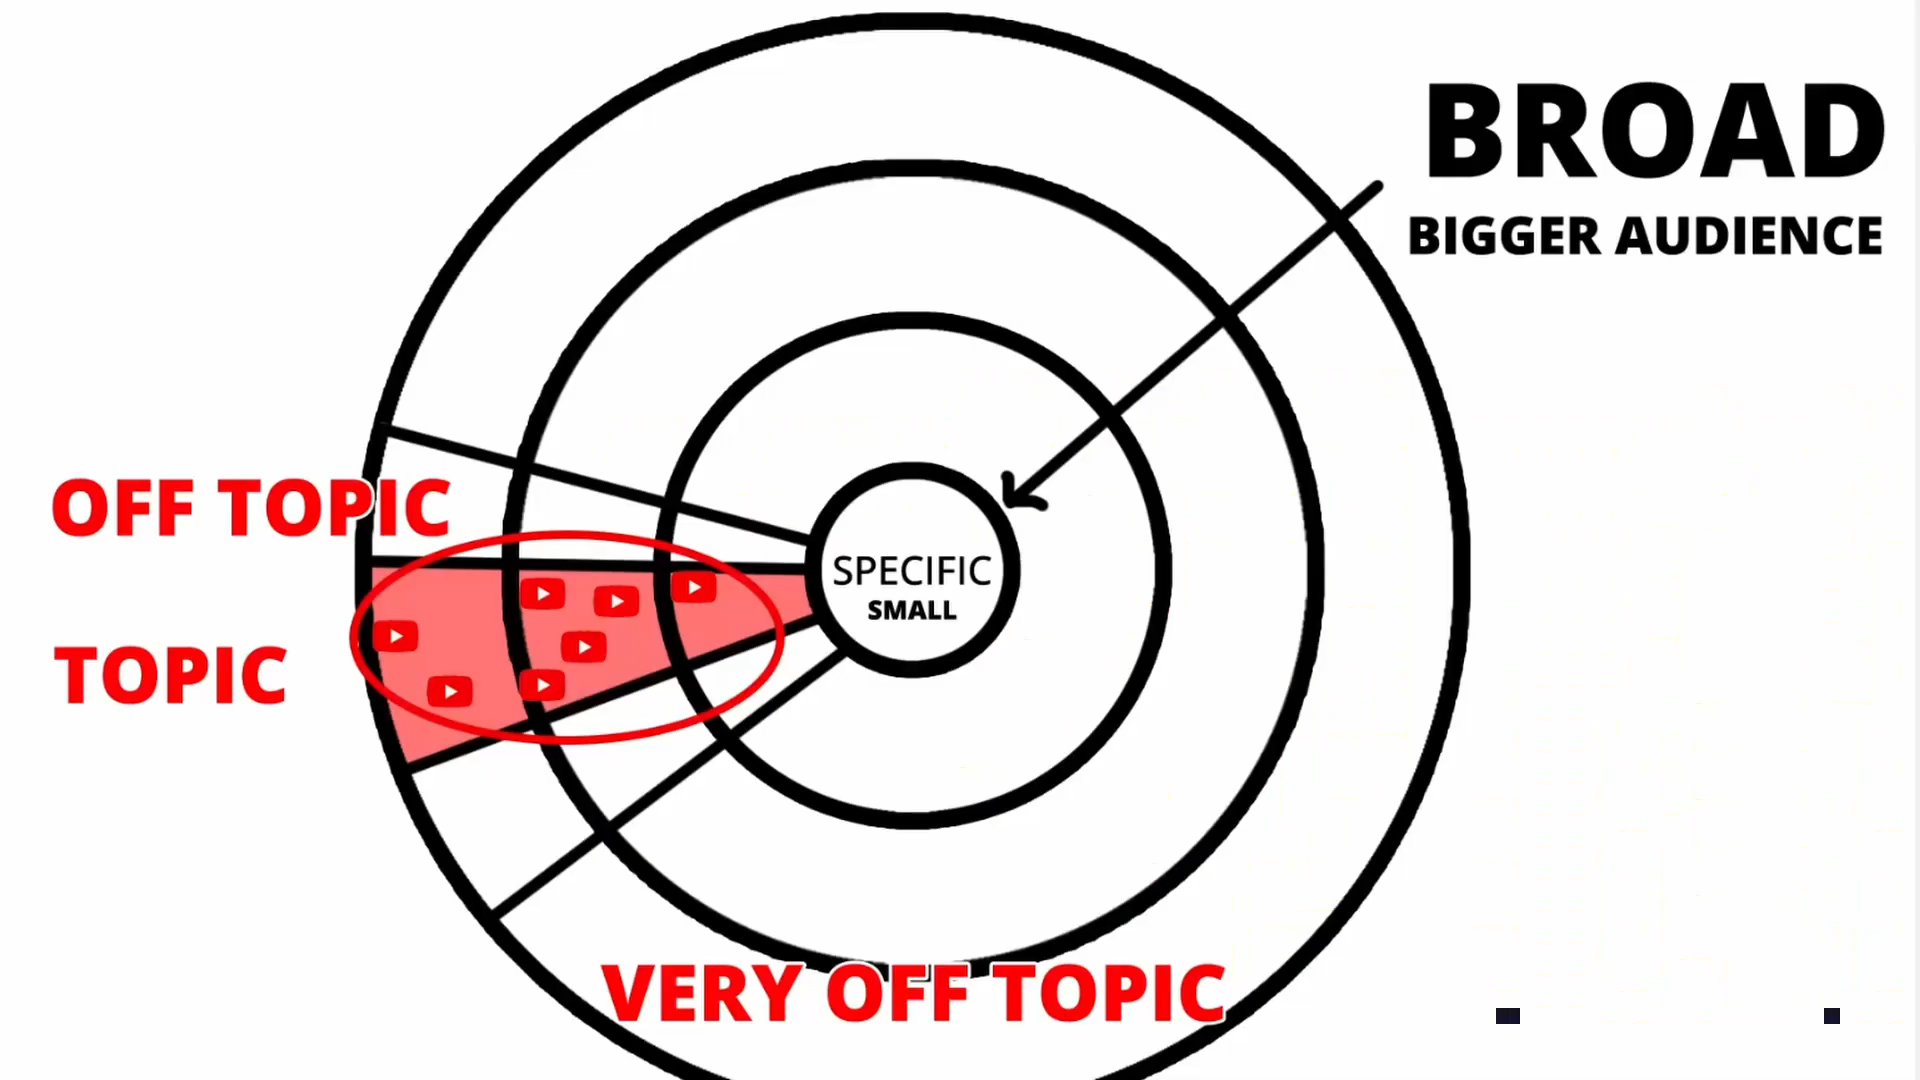 BROAD
BIGGER AUDIENCE
OFF TOPIC
SPECIFIC
SMALL
TOPIC
VERY OFF TOPIC